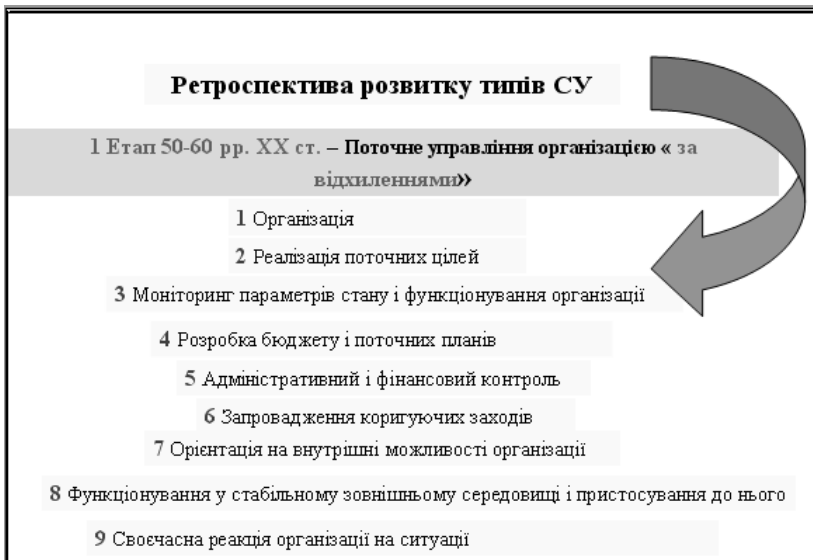 Ретроспектива розвитку типів СУ
1 Етап 50-60 рр. ХХ ст. – Поточне управління організацією « за
відхиленнями»
1 Організація
2 Реалізація поточних цілей
3 Моніторинг параметрів стану і функціонування організації
4 Розробка бюджету і поточних планів
5 Адміністративний і фінансовий контроль
6 Запровадження коригуючих заходів
7 Орієнтація на внутрішні можливості організації
8 Функціонування у стабільному зовнішньому середовищі і пристосування до нього
9 Своєчасна реакція організації на ситуації